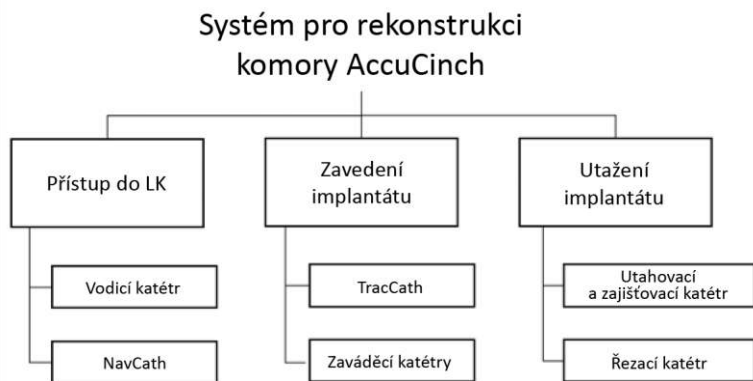 Systém pro rekonstrukci
komory AccuCinch
Přístup do LK
Zavedení
implantátu
Utažení
implantátu
Vodicí katétr
TracCath
Utahovací
a zajišťovací katétr
NavCath
Zaváděcí katétry
Řezací katétr